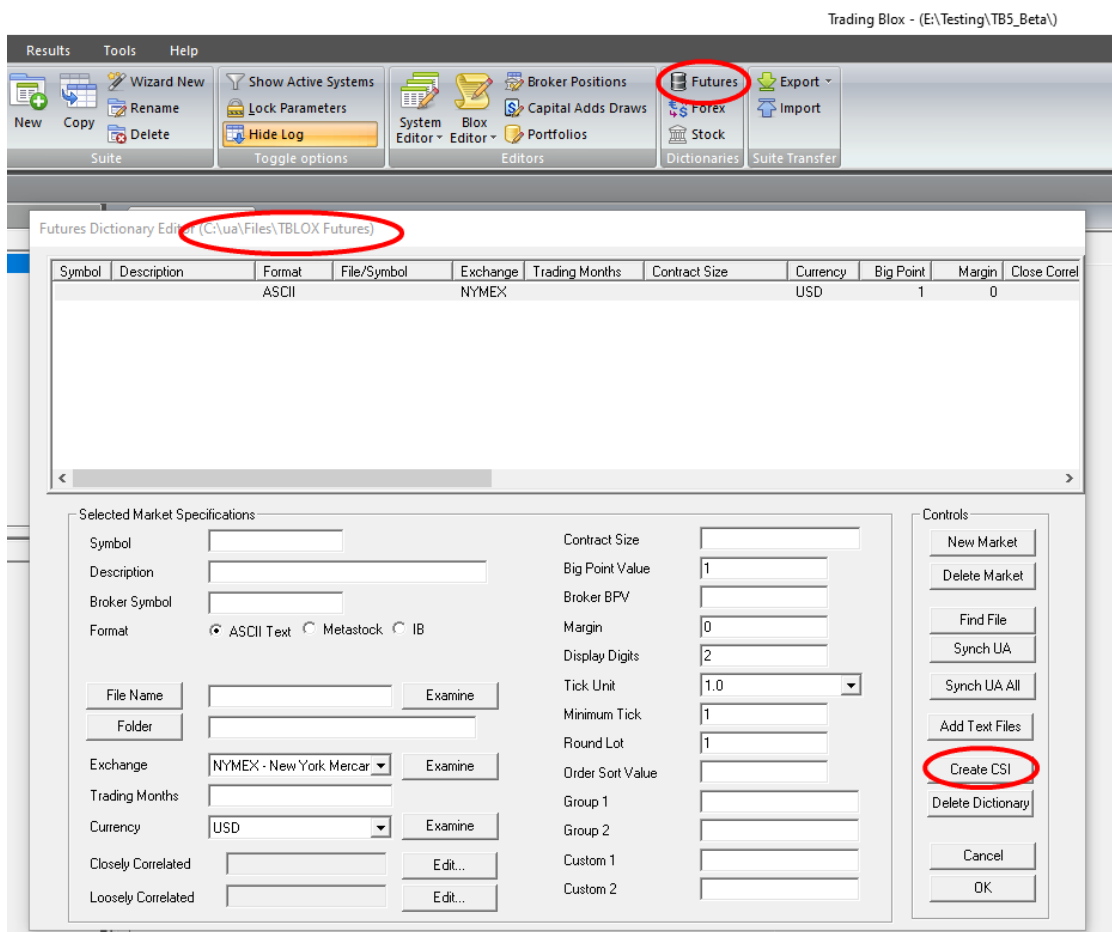 Trading Blox - (E:\Testing\TB5_Beta\)
Results Tools Help
New Copy Wizard New Show Active Systems System Editor Blox Editor Broker Positions Futures Export
Rename Lock Parameters Capital Adds Draws Forex Import
Delete Hide Log Portfolios Stock
Suite Toggle options Editors Dictionaries Suite Transfer
Futures Dictionary Editor (C:\ua\Files\TBLOX Futures)
Symbol Description Format File/Symbol Exchange Trading Months Contract Size Currency Big Point Margin Close Correl
ASCII NYMEX USD 1 0
Selected Market Specifications
Symbol
Description
Broker Symbol
Format ASCII Text Metastock IB
File Name Examine
Folder
Exchange NYMEX - New York Mercar Examine
Trading Months
Currency USD Examine
Closely Correlated Edit...
Loosely Correlated Edit...
Contract Size
Big Point Value 1
Broker BPV
Margin 0
Display Digits 2
Tick Unit 1.0
Minimum Tick 1
Round Lot 1
Order Sort Value
Group 1
Group 2
Custom 1
Custom 2
Controls
New Market
Delete Market
Find File
Synch UA
Synch UA All
Add Text Files
Create CSI
Delete Dictionary
Cancel
OK